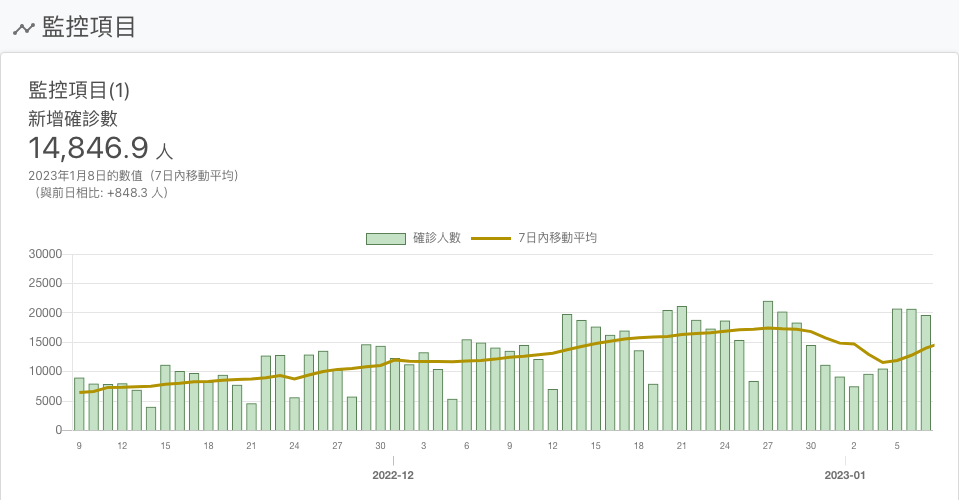 監控項目
監控項目(1)
新增確診數
14,846.9 人
2023年1月8日的數值（7日內移動平均）
（與前日相比: +848.3 人）
確診人數 7日內移動平均
30000
25000
20000
15000
10000
5000
0
9 12 15 18 21 24 27 30 3 6 9 12 15 18 21 24 27 30 2 5
2022-12 2023-01